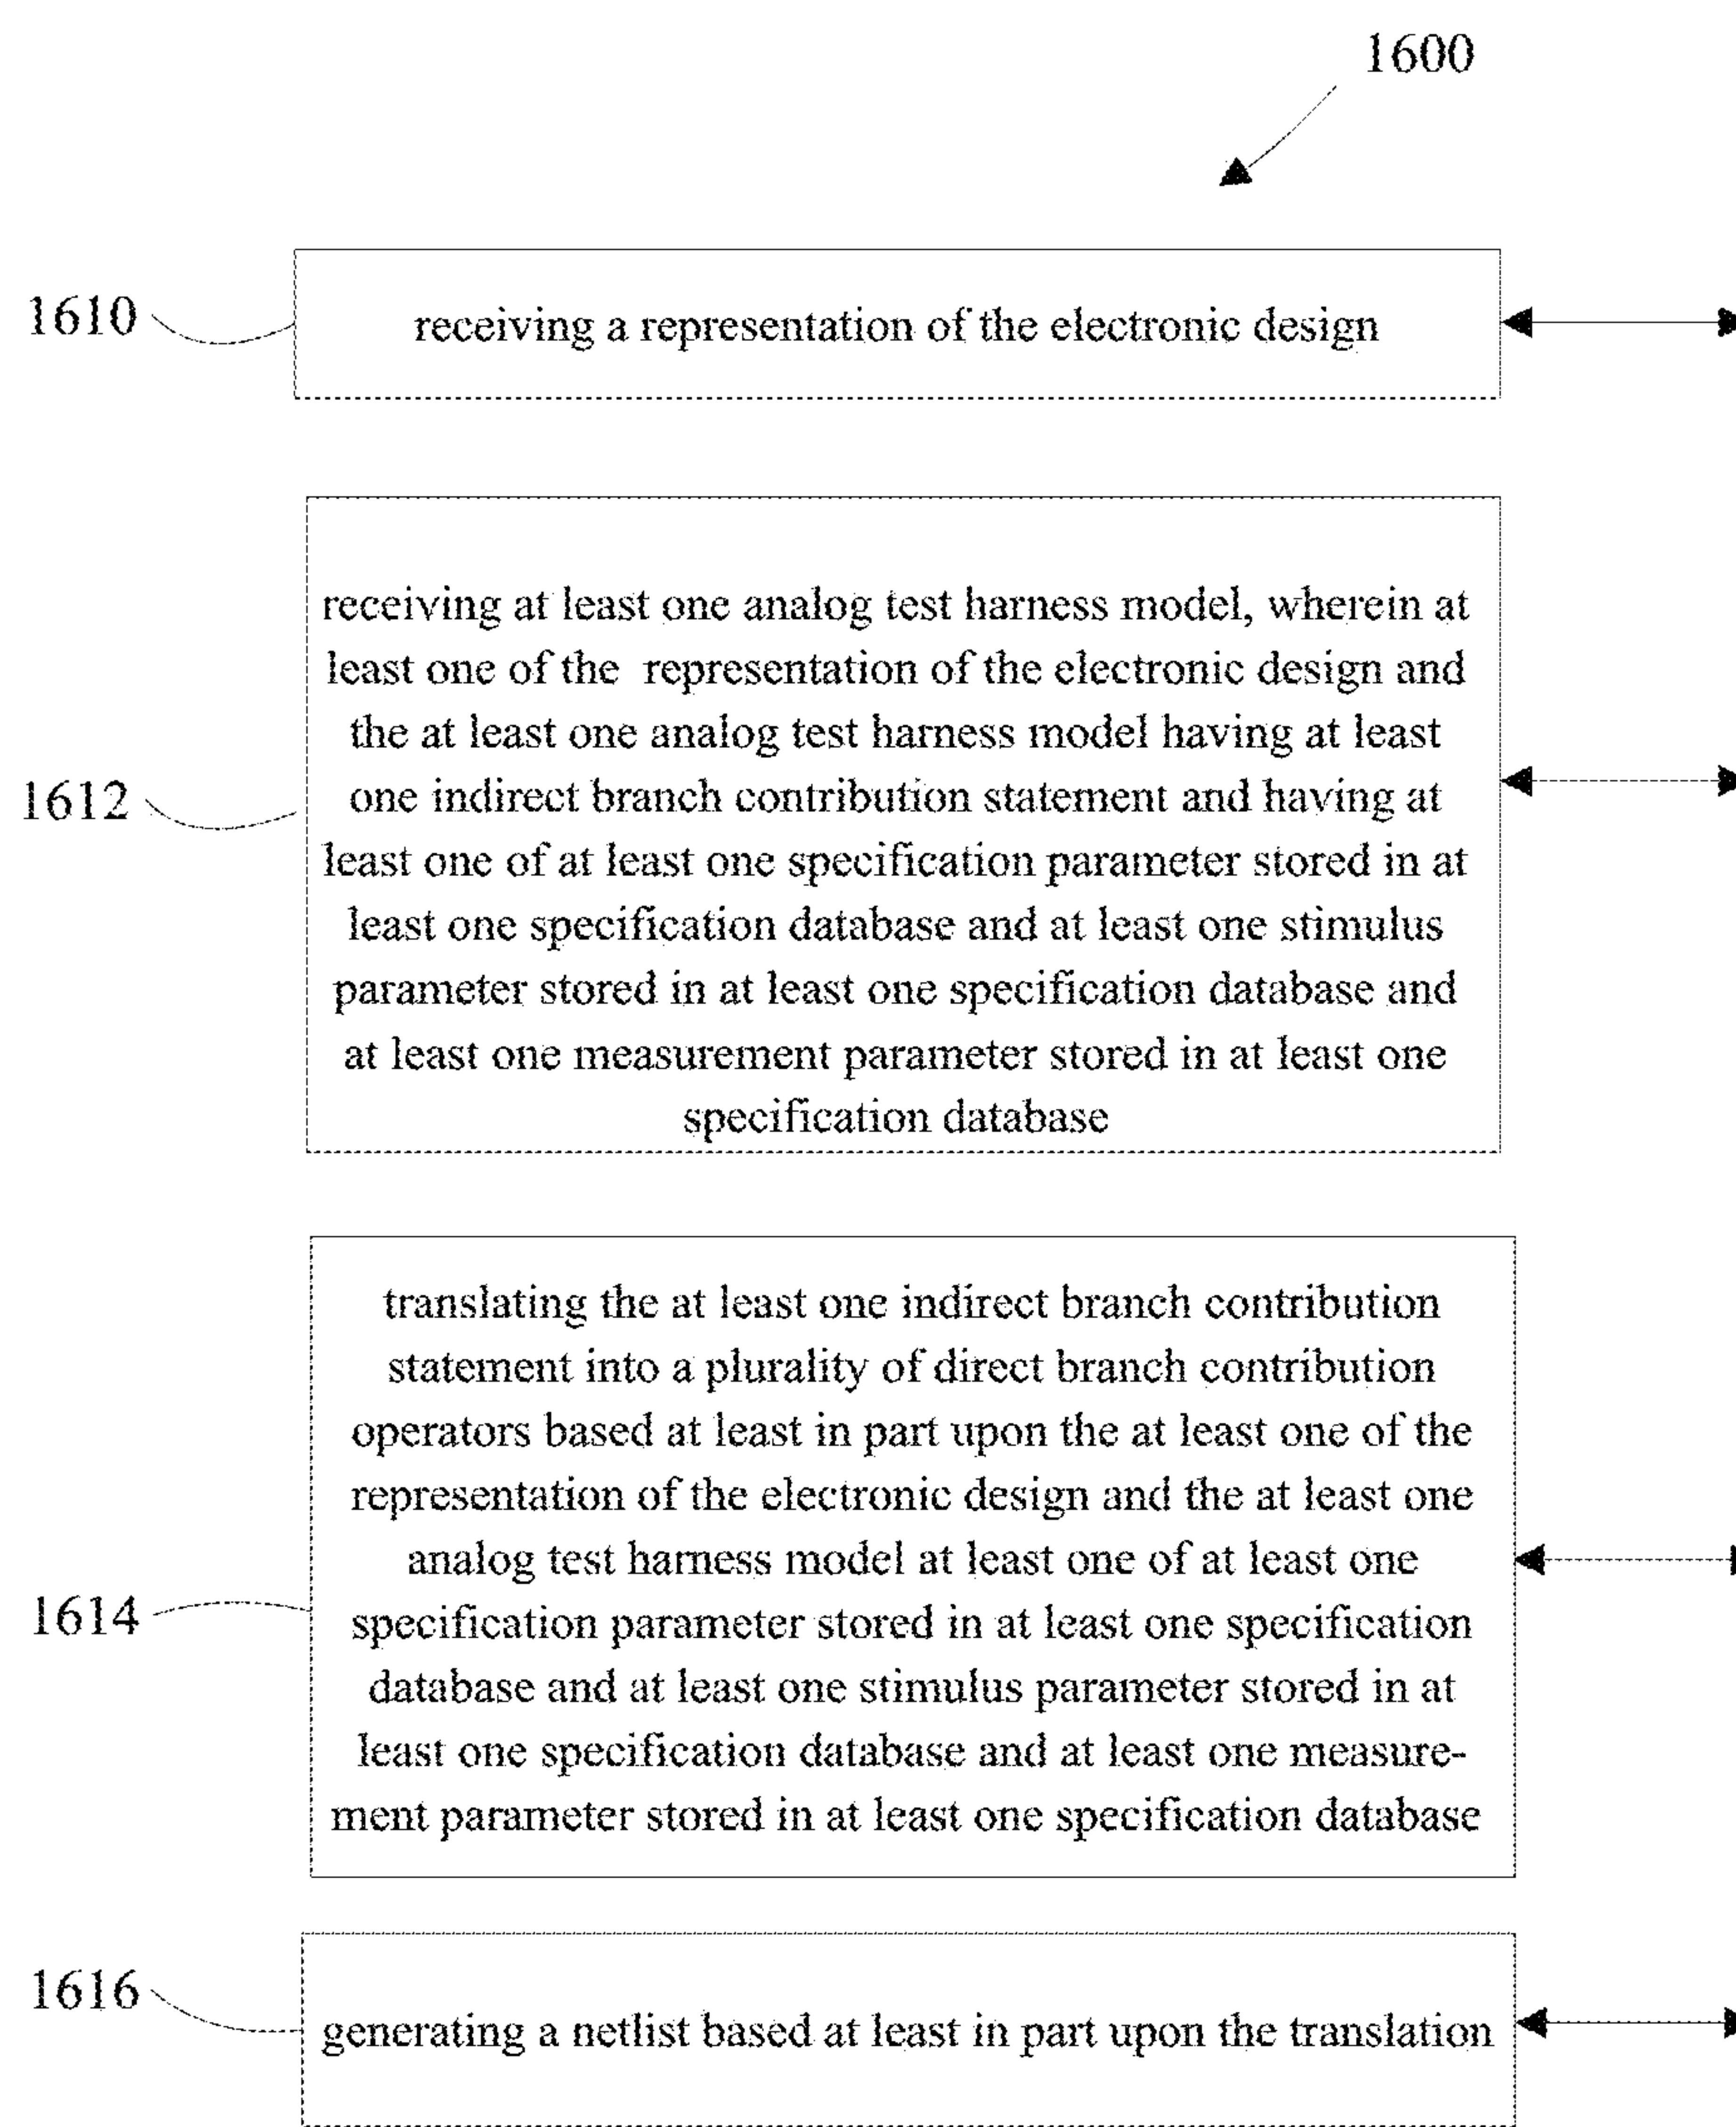 1600
1610
receiving a representation of the electronic design
1612
receiving at least one analog test harness model, wherein at
least one of the representation of the electronic design and
the at least one analog test harness model having at least
one indirect branch contribution statement and having at
least one of at least one specification parameter stored in at
least one specification database and at least one stimulus
parameter stored in at least one specification database and
at least one measurement parameter stored in at least one
specification database
1614
translating the at least one indirect branch contribution
statement into a plurality of direct branch contribution
operators based at least in part upon the at least one of the
representation of the electronic design and the at least one
analog test harness model at least one of at least one
specification parameter stored in at least one specification
database and at least one stimulus parameter stored in at
least one specification database and at least one measure-
ment parameter stored in at least one specification database
1616
generating a netlist based at least in part upon the translation